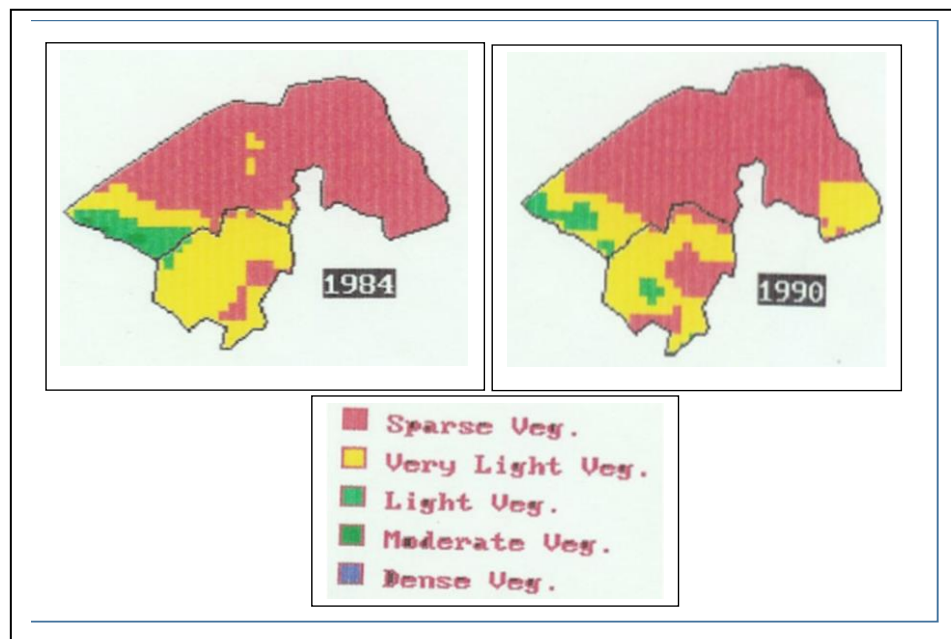 1984
1990
Sparse Veg.
Very Light Veg.
Light Veg.
Moderate Veg.
Dense Veg.